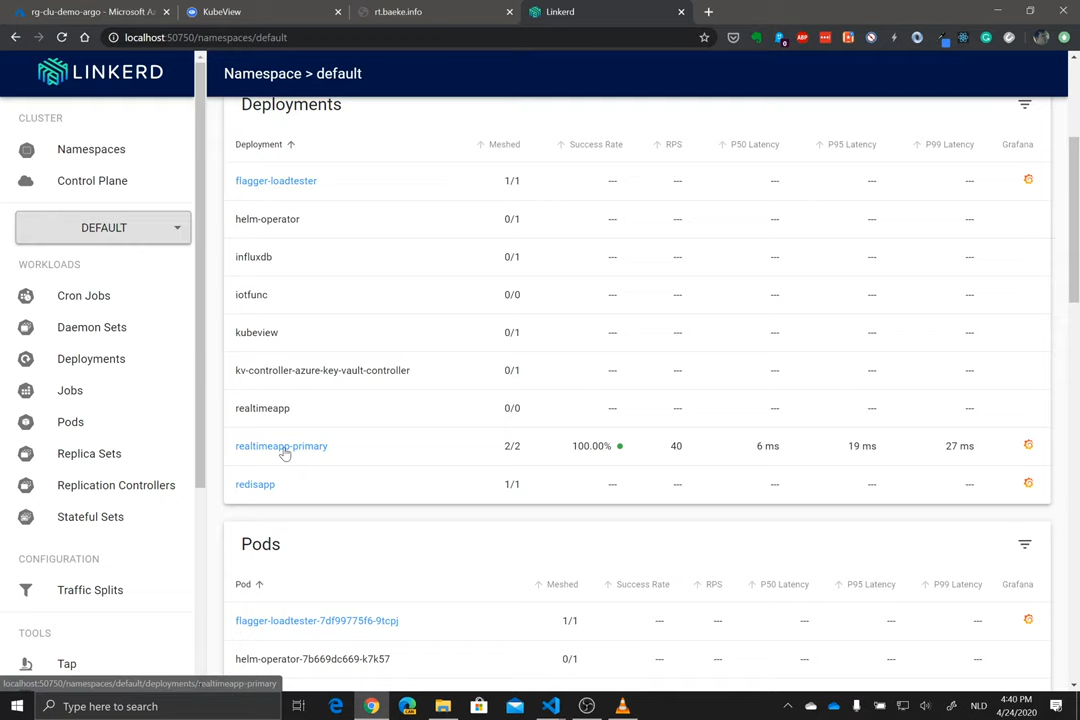 rg-clu-demo-argo - Microsoft Az
KubeView
rt.baeke.info
Linkerd
localhost:50750/namespaces/default
LINKERD
Namespace > default
CLUSTER
Namespaces
Control Plane
DEFAULT
WORKLOADS
Cron Jobs
Daemon Sets
Deployments
Jobs
Pods
Replica Sets
Replication Controllers
Stateful Sets
CONFIGURATION
Traffic Splits
TOOLS
Tap
Deployments
Deployment Meshed Success Rate RPS P50 Latency P95 Latency P99 Latency Grafana
flagger-loadtester 1/1 --- --- --- --- ---
helm-operator 0/1 --- --- --- --- ---
influxdb 0/1 --- --- --- --- ---
iotfunc 0/0 --- --- --- --- ---
kubeview 0/1 --- --- --- --- ---
kv-controller-azure-key-vault-controller 0/1 --- --- --- --- ---
realtimeapp 0/0 --- --- --- --- ---
realtimeapp-primary 2/2 100.00% 40 6 ms 19 ms 27 ms
redisapp 1/1 --- --- --- --- ---
Pods
Pod Meshed Success Rate RPS P50 Latency P95 Latency P99 Latency Grafana
flagger-loadtester-7df99775f6-9tcpj 1/1 --- --- --- --- ---
helm-operator-7b669dc669-k7k57 0/1 --- --- --- --- ---
localhost:50750/namespaces/default/deployments/realtimeapp-primary
Type here to search
NLD
4:40 PM
4/24/2020